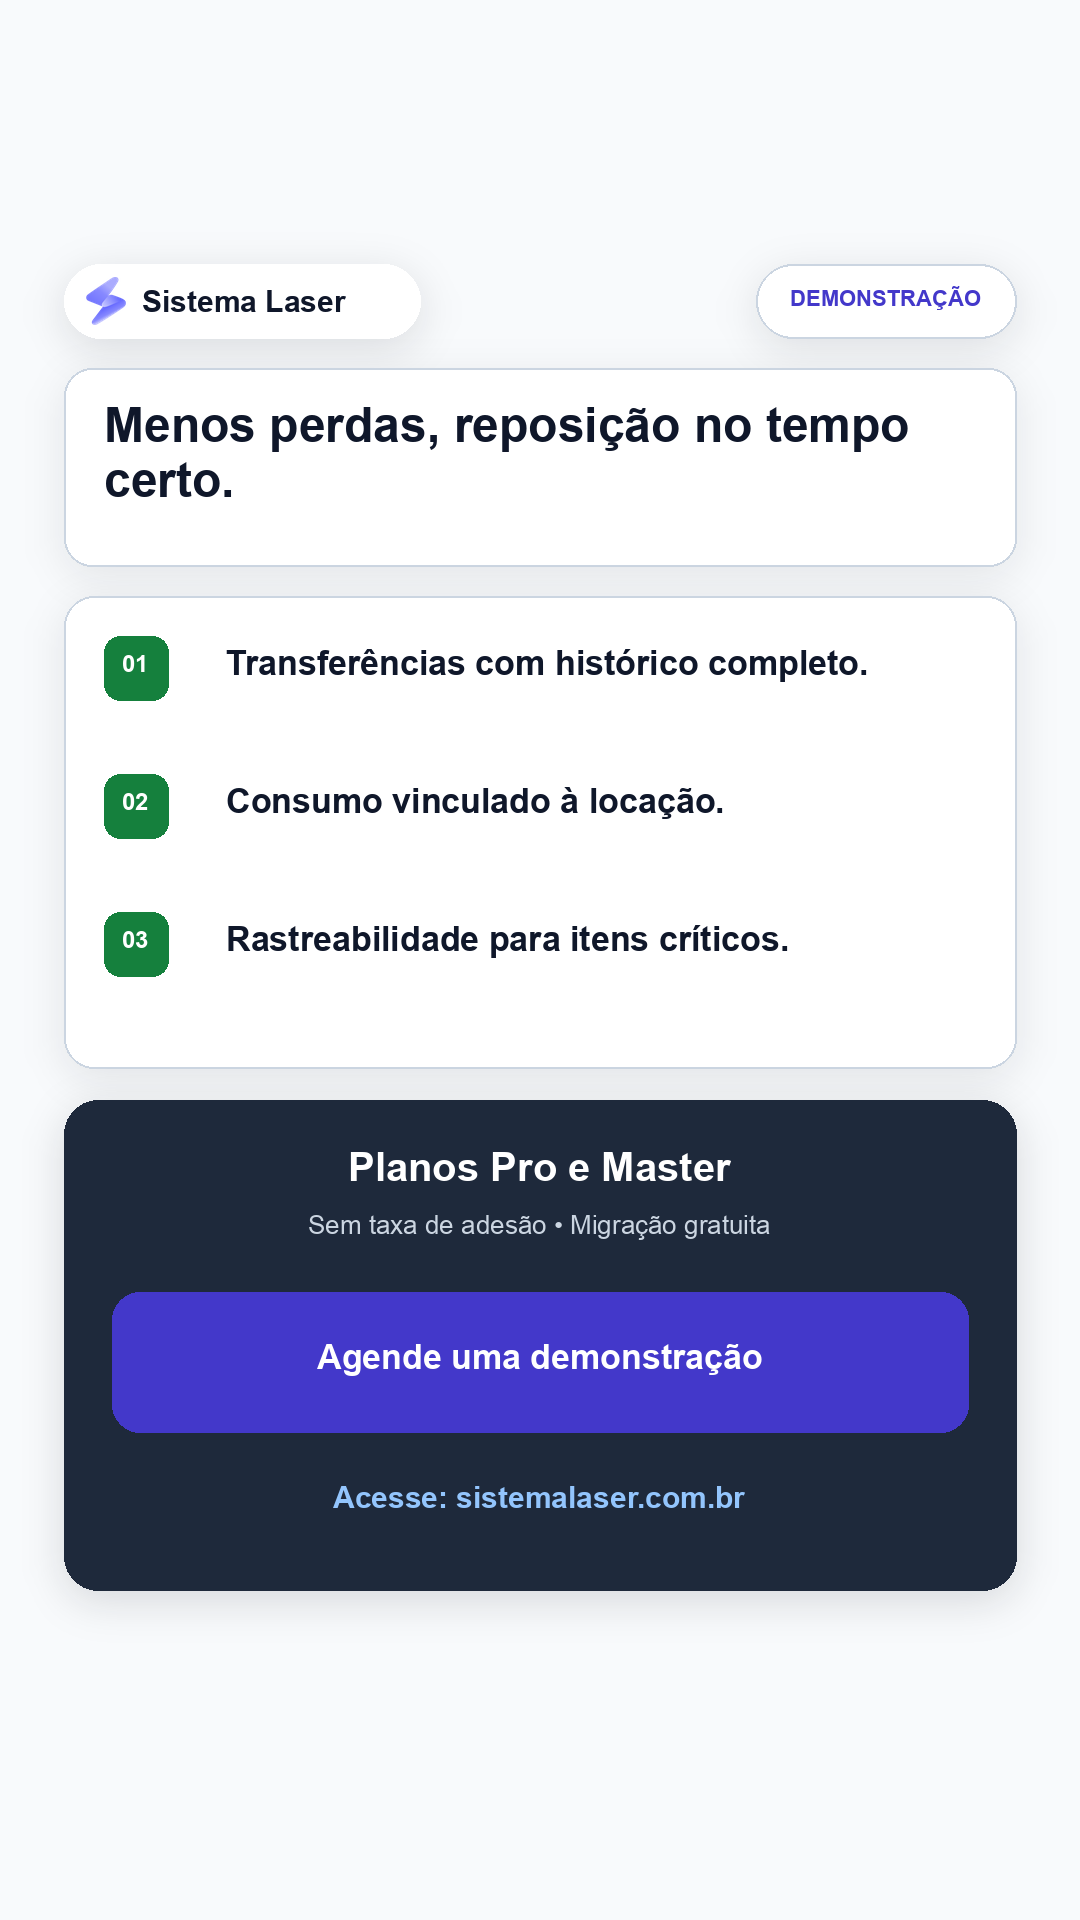 Sistema Laser
DEMONSTRAÇÃO
Menos perdas, reposição no tempo
certo.
01
Transferências com histórico completo.
02
Consumo vinculado à locação.
03
Rastreabilidade para itens críticos.
Planos Pro e Master
Sem taxa de adesão • Migração gratuita
Agende uma demonstração
Acesse: sistemalaser.com.br